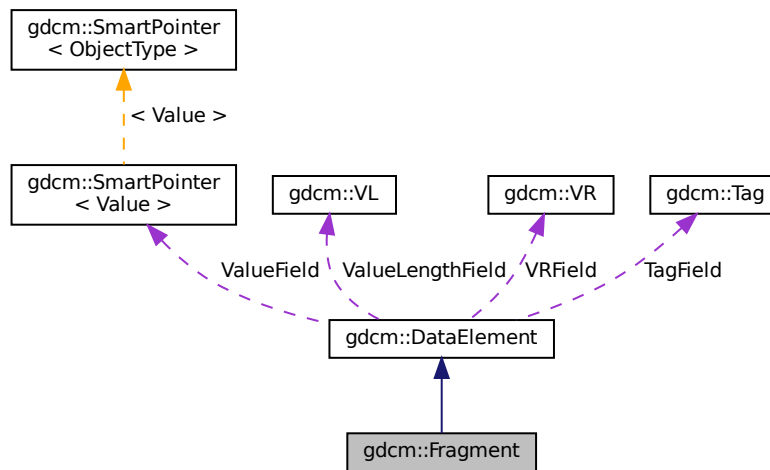 gdcm::SmartPointer
< ObjectType >
< Value >
gdcm::SmartPointer
< Value >
gdcm::VL
gdcm::VR
gdcm::Tag
ValueField
ValueLengthField
VRField
TagField
gdcm::DataElement
gdcm::Fragment